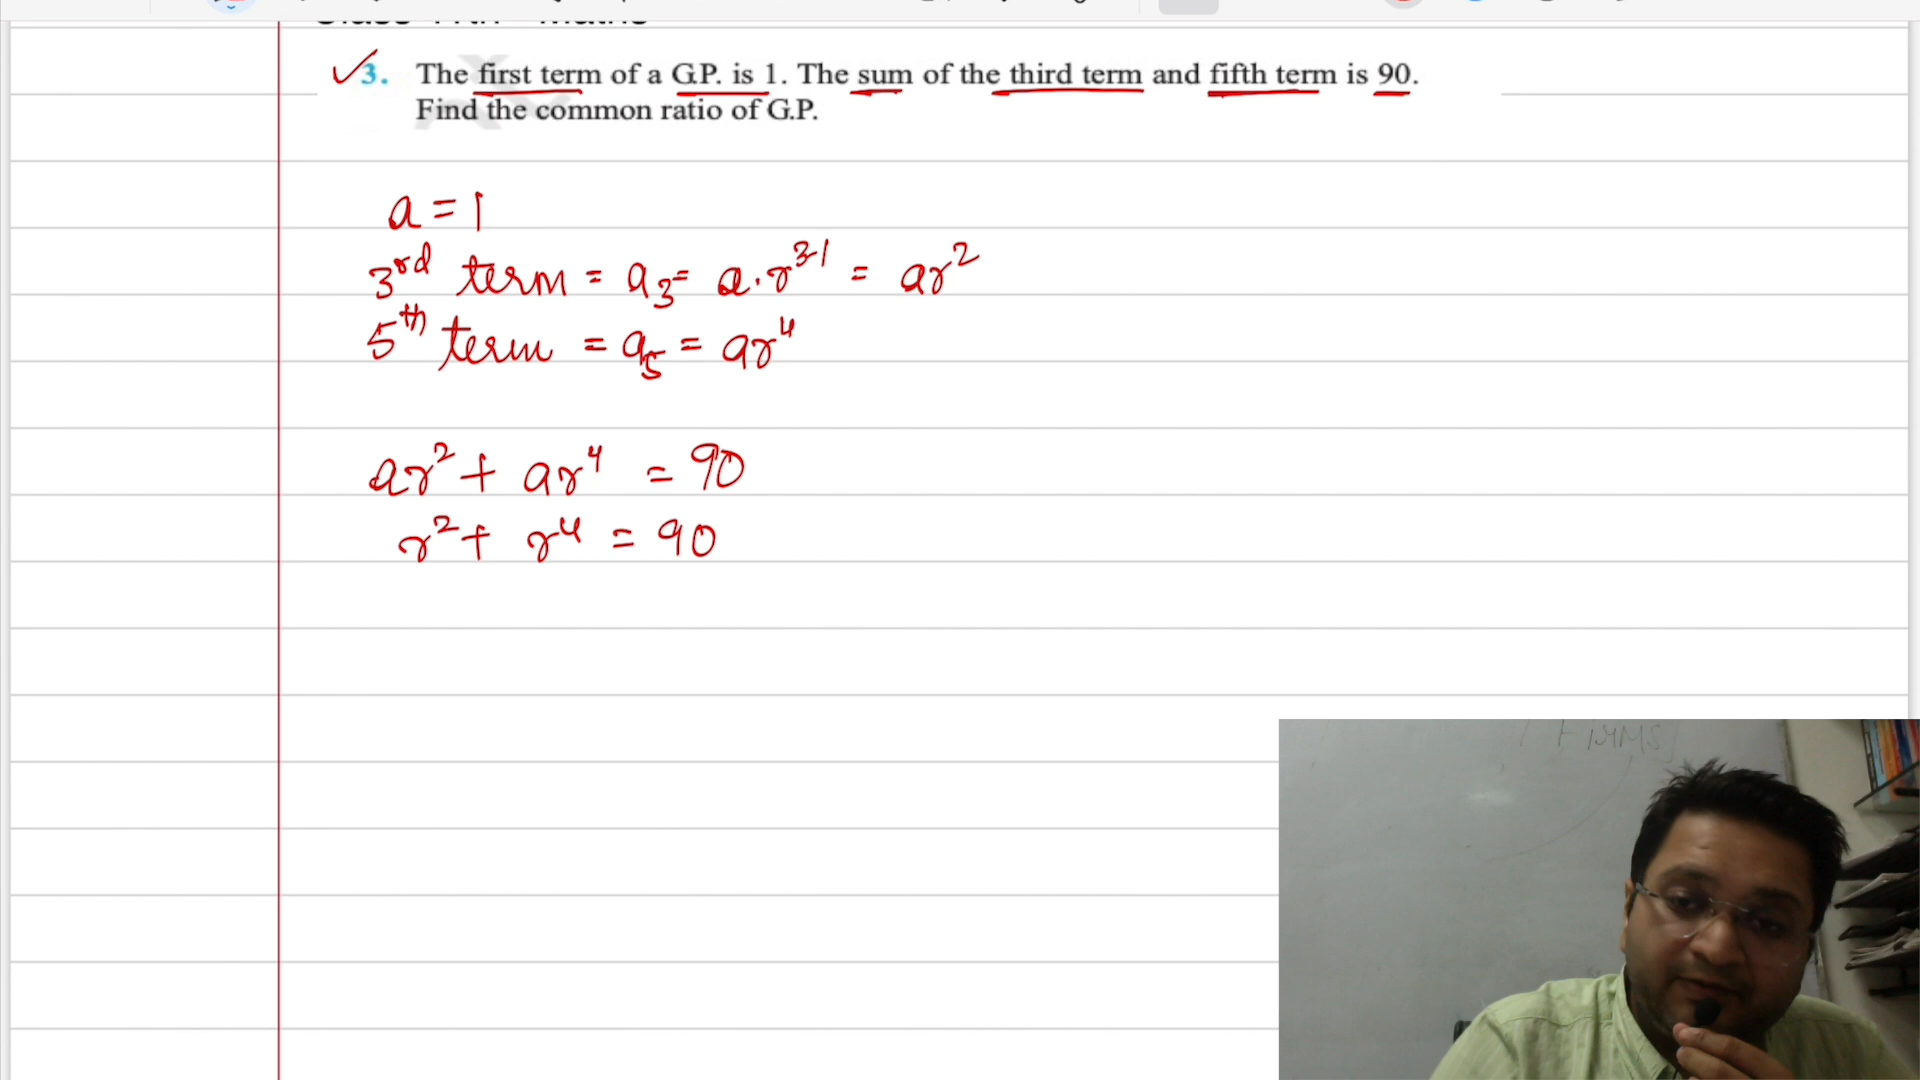 3. The first term of a G.P. is 1. The sum of the third term and fifth term is 90.
Find the common ratio of G.P.
a = 1
3rd term = a₃ = a·r³⁻¹ = ar²
5th term = a₅ = ar⁴
ar² + ar⁴ = 90
r² + r⁴ = 90